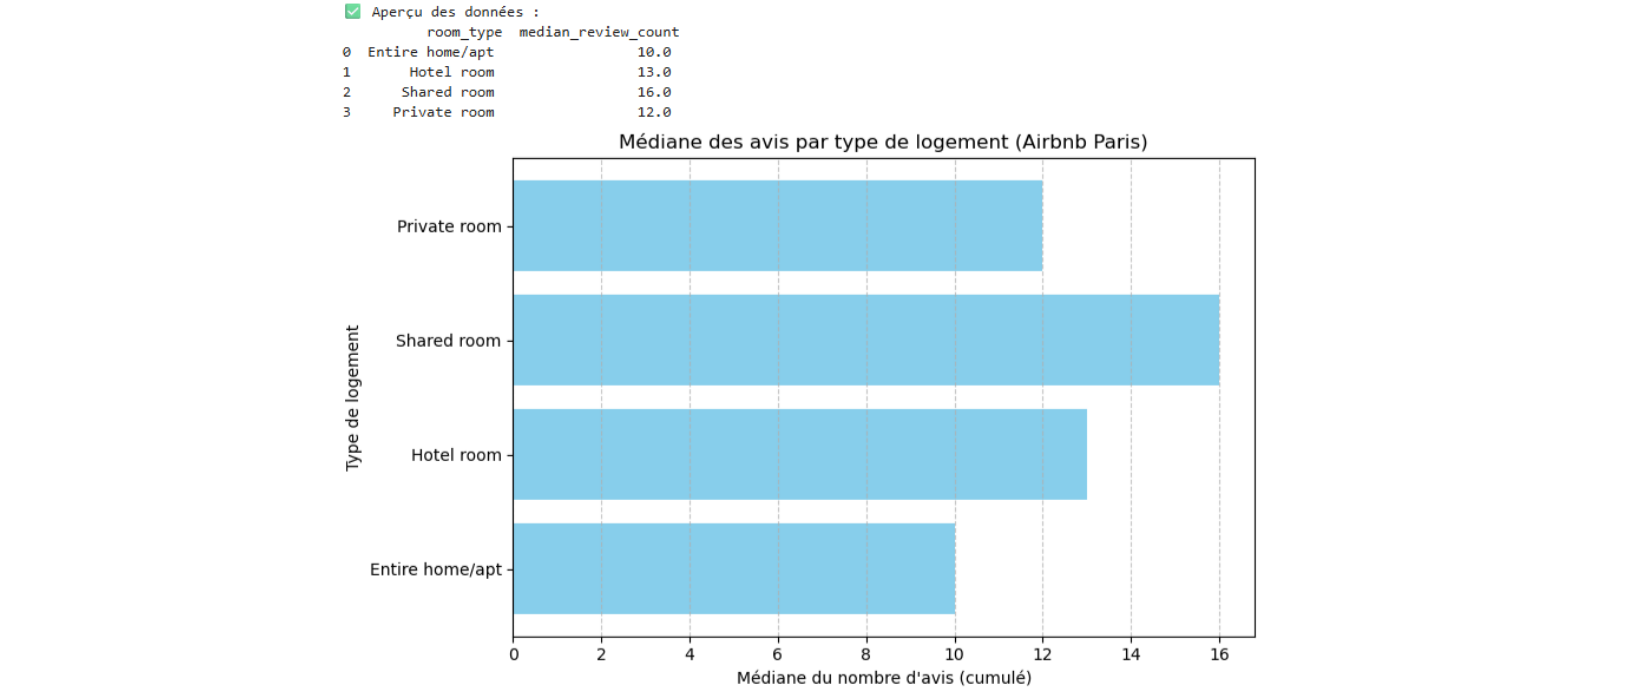 ✅ Aperçu des données :
room_type median_review_count
0 Entire home/apt 10.0
1 Hotel room 13.0
2 Shared room 16.0
3 Private room 12.0
Médiane des avis par type de logement (Airbnb Paris)
Type de logement
Private room
Shared room
Hotel room
Entire home/apt
0 2 4 6 8 10 12 14 16
Médiane du nombre d'avis (cumulé)